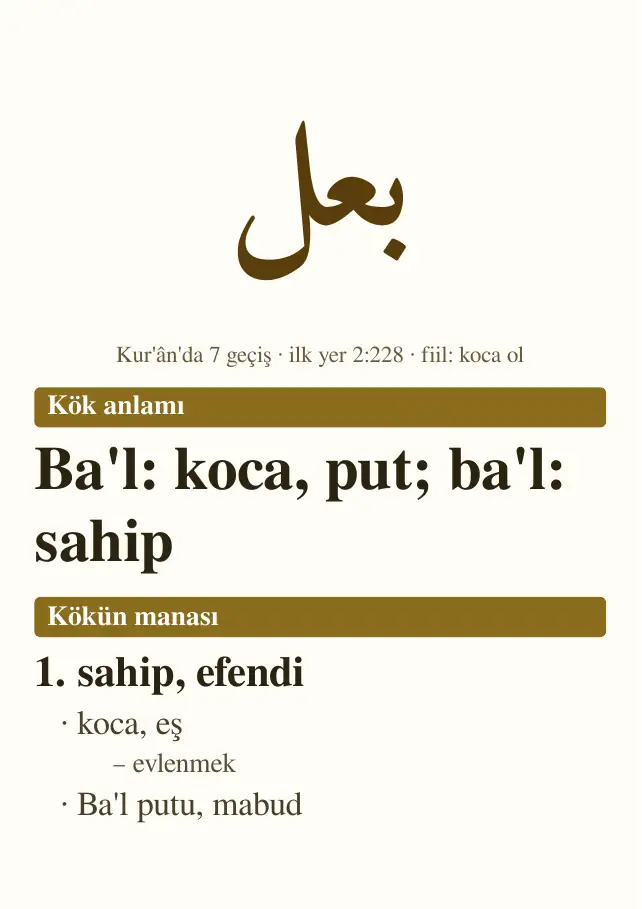 بعل
Kur'ân'da 7 geçiş · ilk yer 2:228 · fiil: koca ol
Kök anlamı
Ba'l: koca, put; ba'l:
sahip
Kökün manası
1. sahip, efendi
· koca, eş
– evlenmek
· Ba'l putu, mabud